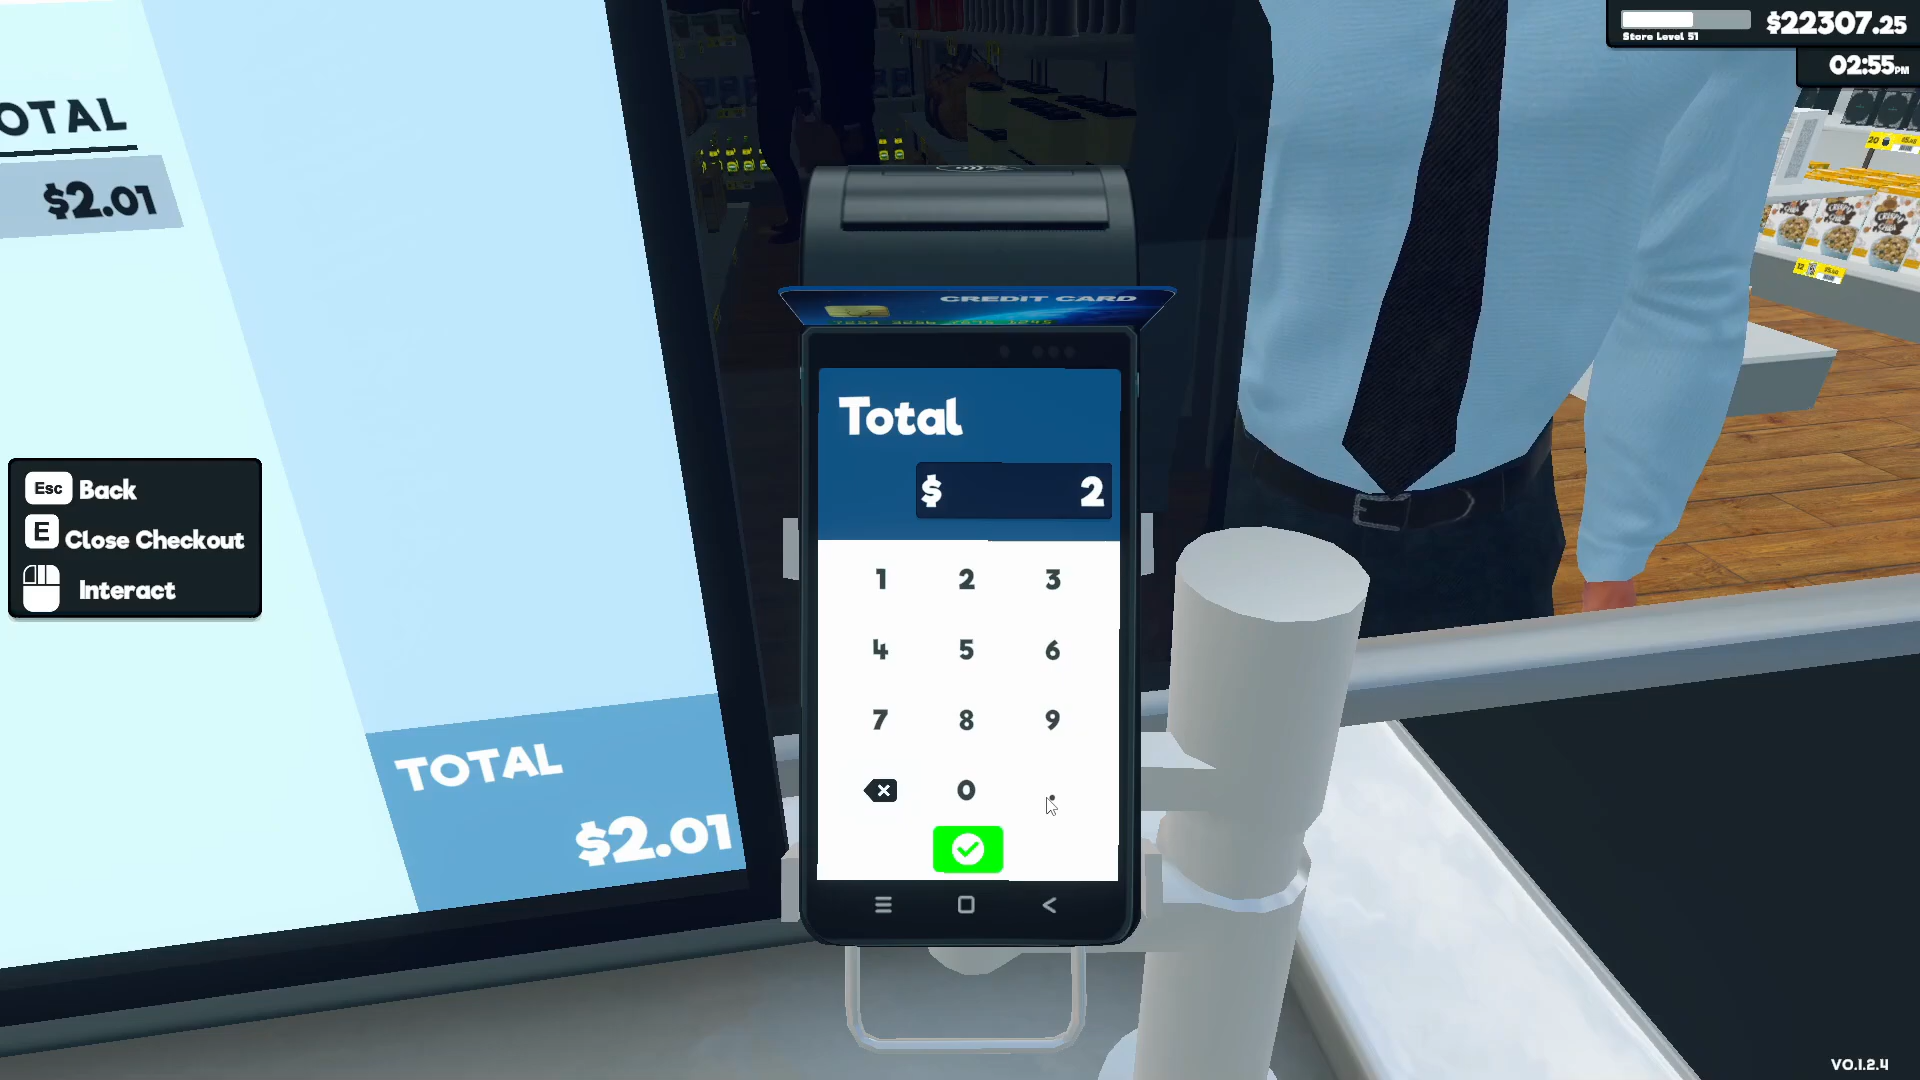 $22307.25
Store Level 51
02:55PM
OTAL
$2.01
CREDIT CARD
Total
$ 2
Esc Back
E Close Checkout
Interact
1 2 3
4 5 6
7 8 9
0 .
TOTAL
$2.01
V0.1.2.4